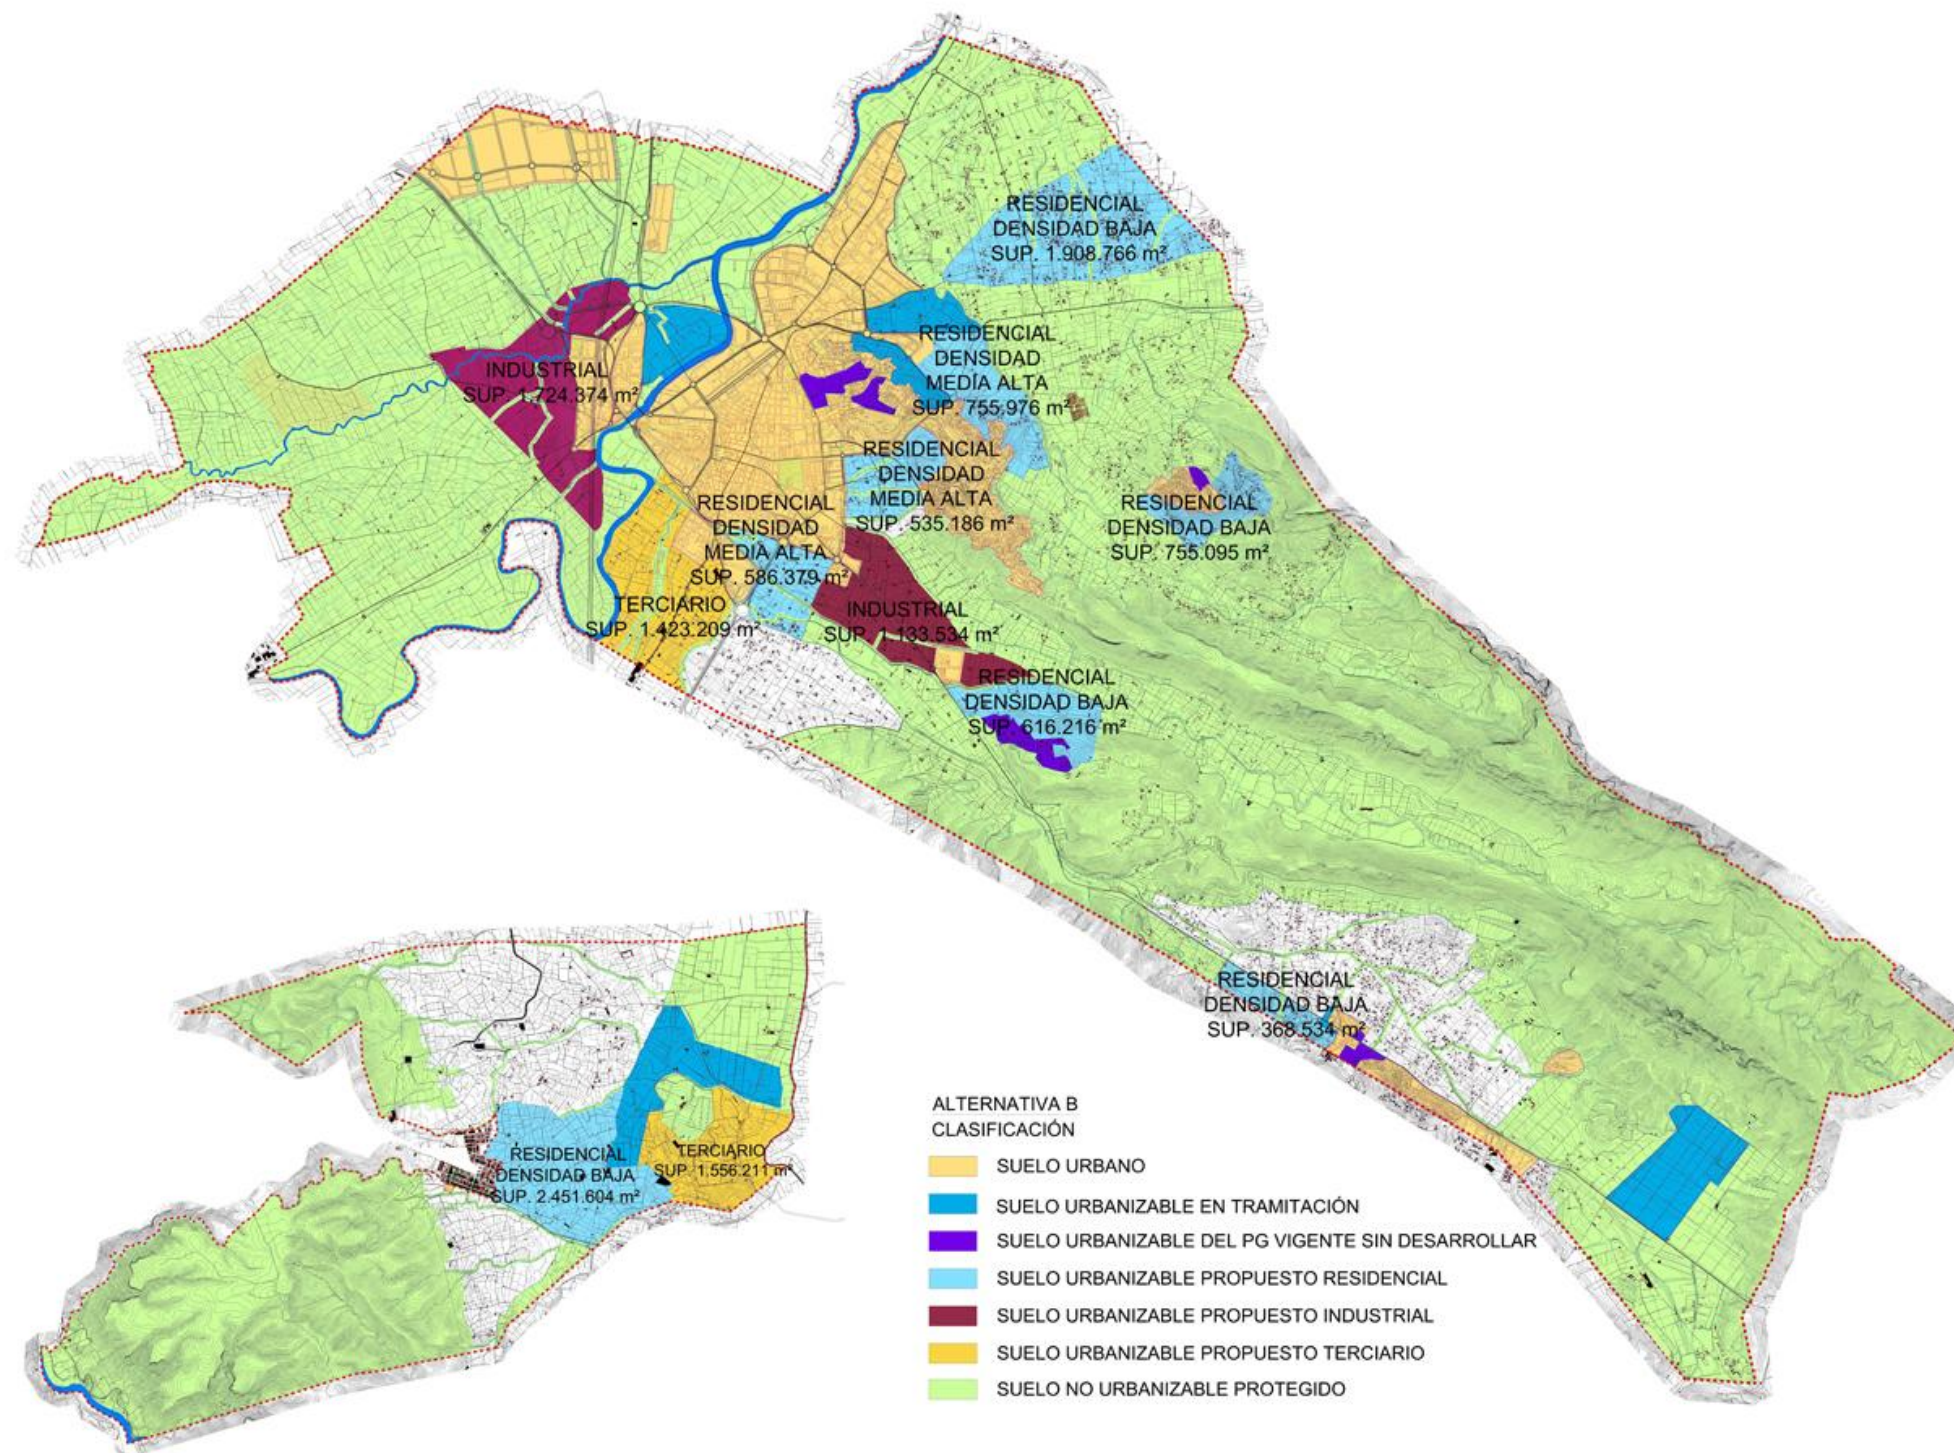 RESIDENCIAL
DENSIDAD BAJA
SUP. 1.908.766 m²
RESIDENCIAL
DENSIDAD
MEDIA ALTA
SUP. 755.976 m²
INDUSTRIAL
SUP. 1.724.374 m²
RESIDENCIAL
DENSIDAD
MEDIA ALTA
SUP. 535.186 m²
RESIDENCIAL
DENSIDAD
MEDIA ALTA
SUP. 586.379 m²
RESIDENCIAL
DENSIDAD BAJA
SUP. 755.095 m²
TERCIARIO
SUP. 1.423.209 m²
INDUSTRIAL
SUP. 1.133.534 m²
RESIDENCIAL
DENSIDAD BAJA
SUP. 616.216 m²
RESIDENCIAL
DENSIDAD BAJA
SUP. 368.534 m²
RESIDENCIAL
DENSIDAD BAJA
SUP. 2.451.604 m²
TERCIARIO
SUP. 1.556.211 m²
ALTERNATIVA B
CLASIFICACIÓN
SUELO URBANO
SUELO URBANIZABLE EN TRAMITACIÓN
SUELO URBANIZABLE DEL PG VIGENTE SIN DESARROLLAR
SUELO URBANIZABLE PROPUESTO RESIDENCIAL
SUELO URBANIZABLE PROPUESTO INDUSTRIAL
SUELO URBANIZABLE PROPUESTO TERCIARIO
SUELO NO URBANIZABLE PROTEGIDO